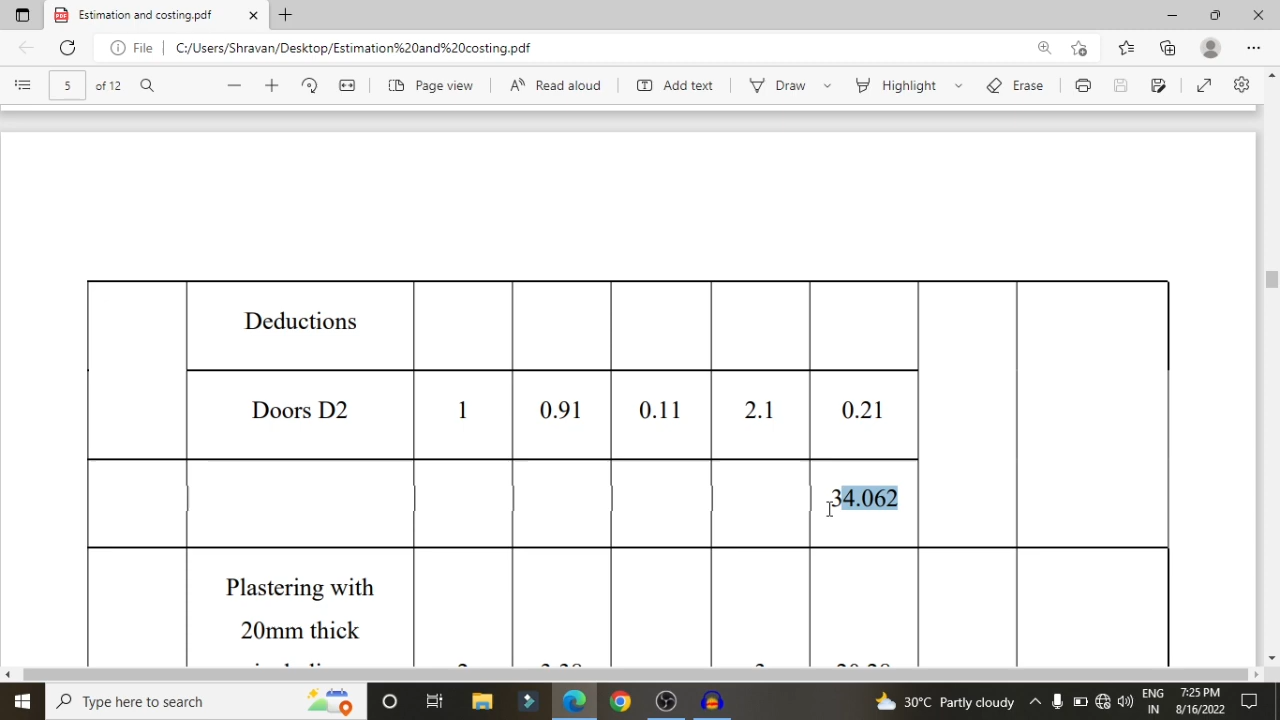 Estimation and costing.pdf
File C:/Users/Shravan/Desktop/Estimation%20and%20costing.pdf
5 of 12 Page view Read aloud Add text Draw Highlight Erase
Deductions
Doors D2 1 0.91 0.11 2.1 0.21
34.062
Plastering with
20mm thick
Type here to search 30°C Partly cloudy ENG IN 7:25 PM 8/16/2022